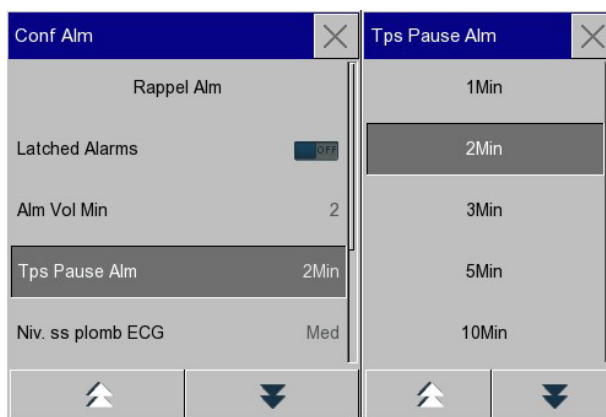 Conf Alm
Rappel Alm
Latched Alarms OFF
Alm Vol Min 2
Tps Pause Alm 2Min
Niv. ss plomb ECG Med
Tps Pause Alm
1Min
2Min
3Min
5Min
10Min